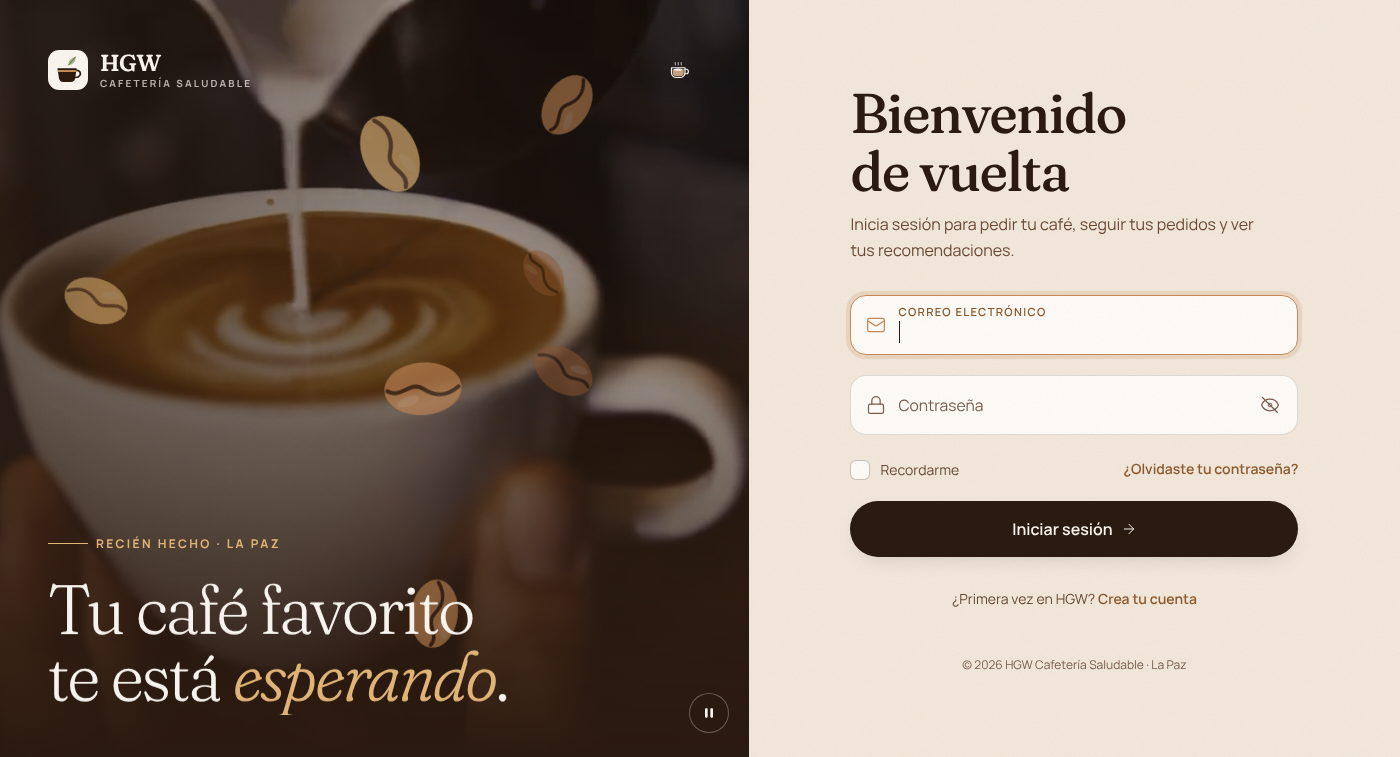 HGW
CAFETERÍA SALUDABLE
RECIÉN HECHO · LA PAZ
Tu café favorito
te está esperando.
Bienvenido
de vuelta
Inicia sesión para pedir tu café, seguir tus pedidos y ver
tus recomendaciones.
CORREO ELECTRÓNICO
Contraseña
Recordarme
¿Olvidaste tu contraseña?
Iniciar sesión →
¿Primera vez en HGW? Crea tu cuenta
© 2026 HGW Cafetería Saludable · La Paz